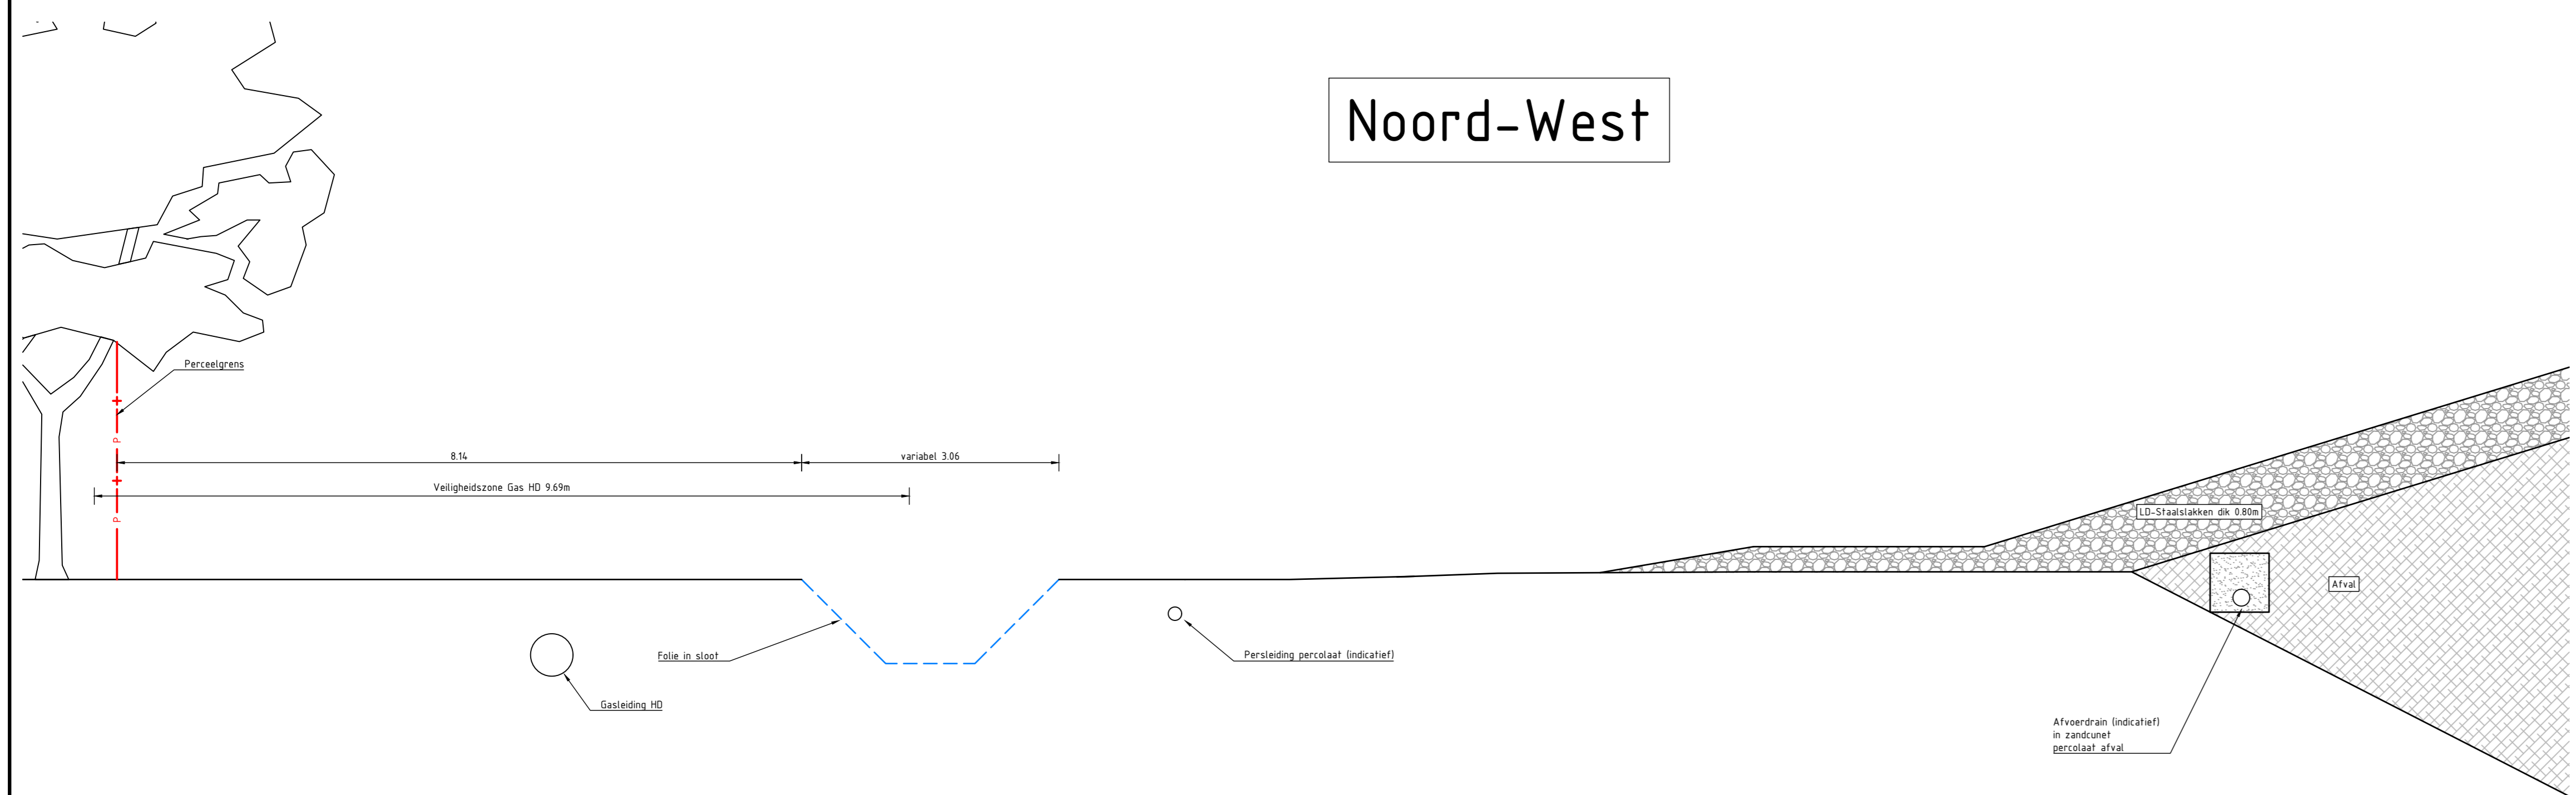 Noord-West
Perceelgrens
P
P
8.14
variabel 3.06
Veiligheidszone Gas HD 9.69m
LD-Staalslakken dik 0.80m
Afval
Folie in sloot
Persleiding percolaat (indicatief)
Gasleiding HD
Afvoerdrain (indicatief)
in zandcunet
percolaat afval